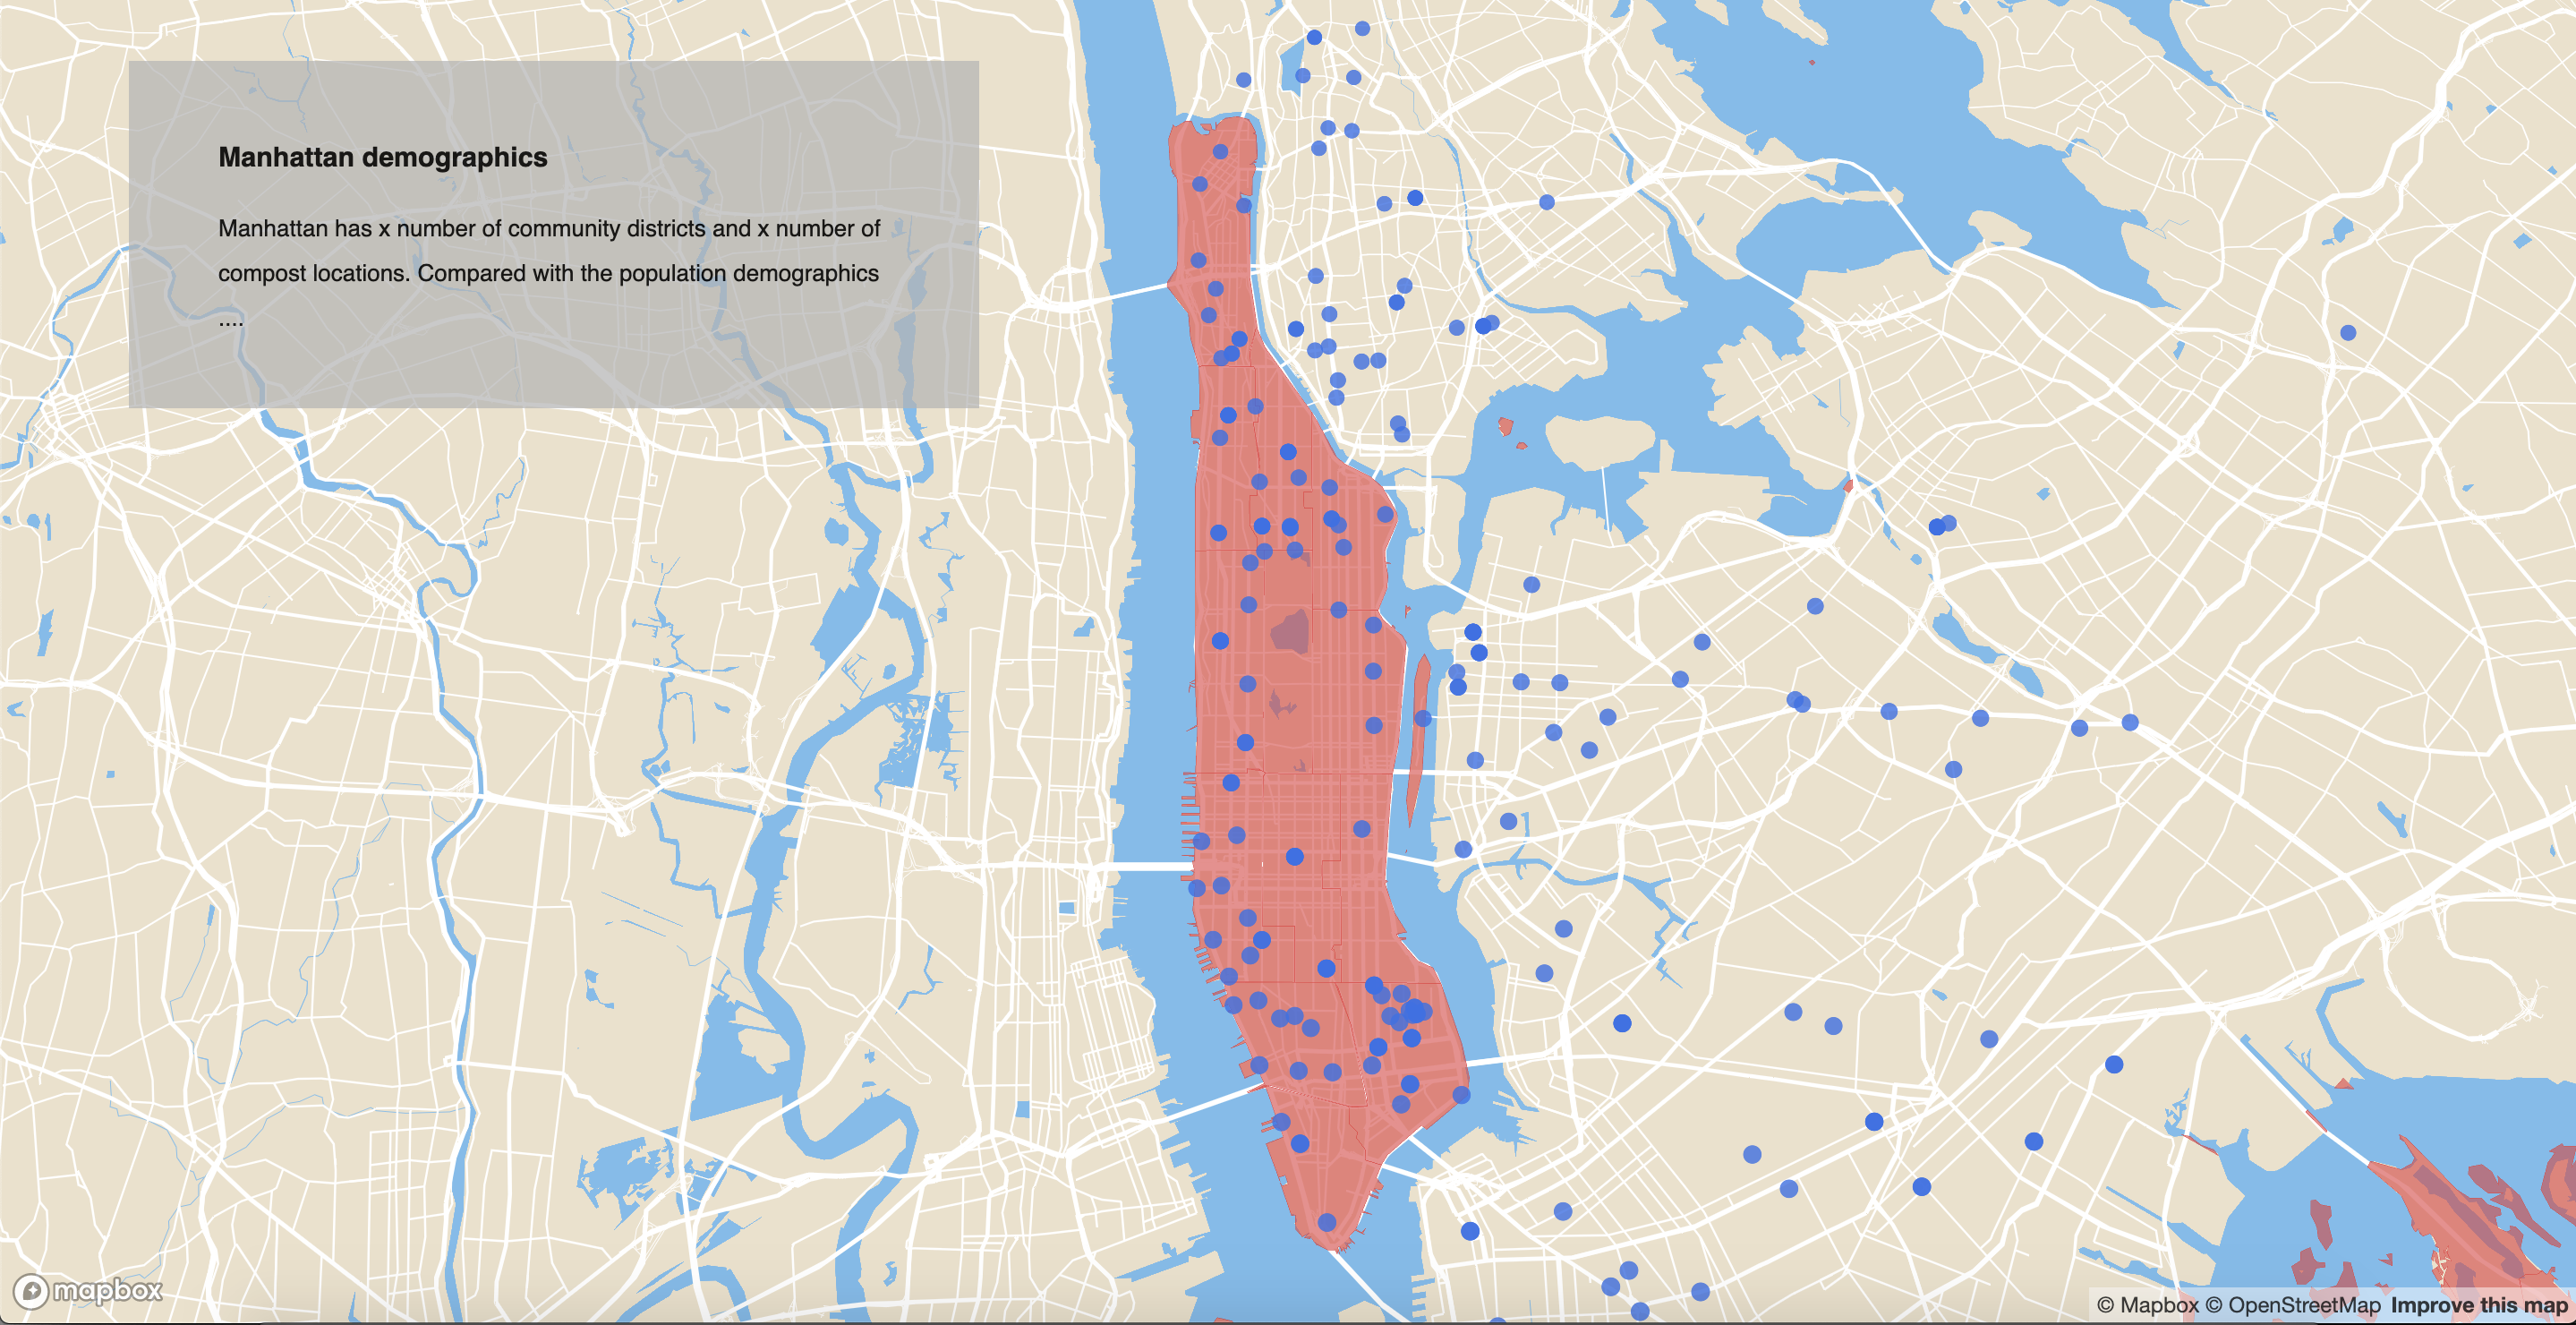 Manhattan demographics
Manhattan has x number of community districts and x number of
compost locations. Compared with the population demographics
....
mapbox
© Mapbox © OpenStreetMap Improve this map